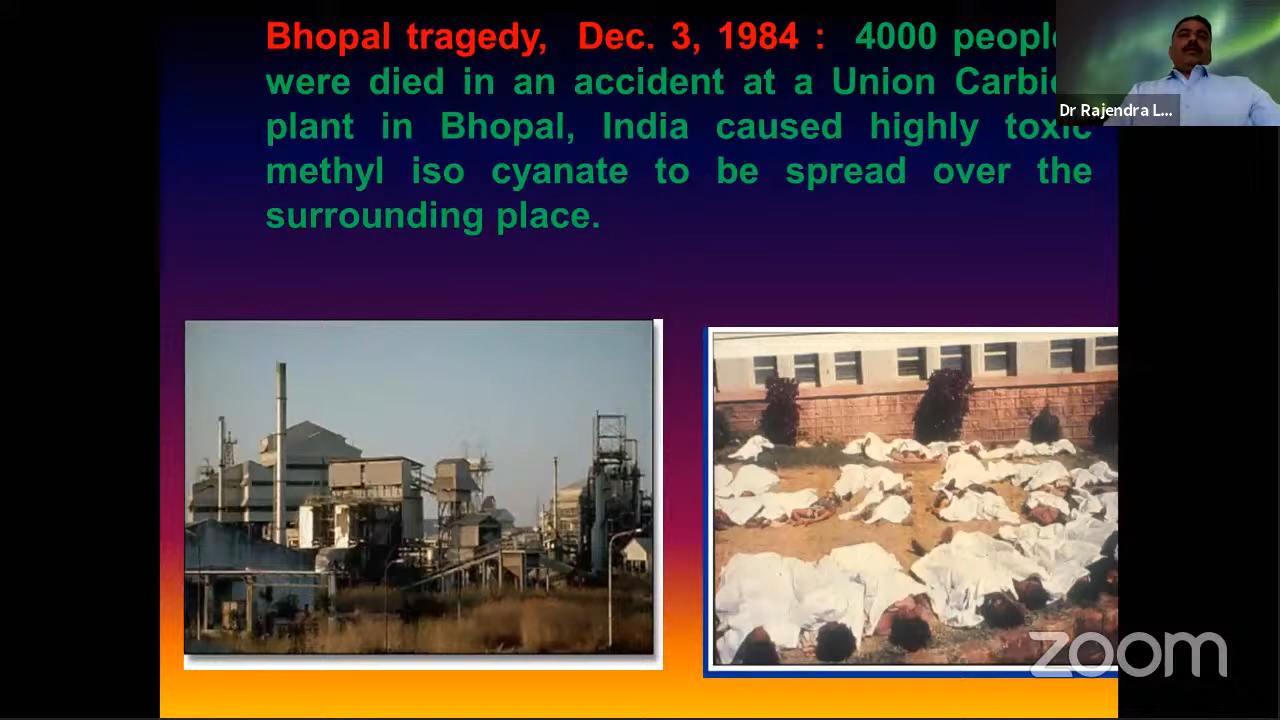 Bhopal tragedy, Dec. 3, 1984 : 4000 people
were died in an accident at a Union Carbide
plant in Bhopal, India caused highly toxic
methyl iso cyanate to be spread over the
surrounding place.
Dr Rajendra L...
zoom